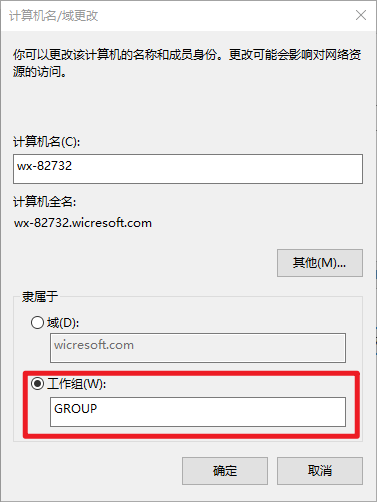 计算机名/域更改
你可以更改该计算机的名称和成员身份。更改可能会影响对网络资
源的访问。
计算机名(C):
wx-82732
计算机全名:
wx-82732.wicresoft.com
其他(M)...
隶属于
域(D):
wicresoft.com
工作组(W):
GROUP
确定
取消